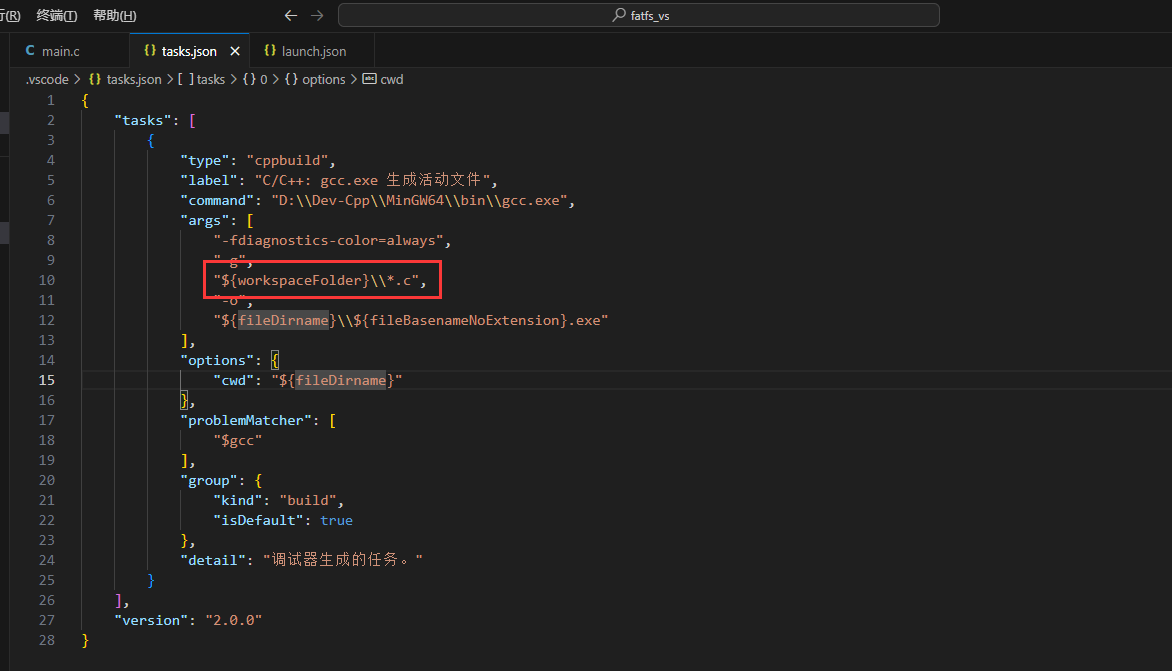 行(R) 终端(T) 帮助(H) fatfs_vs
main.c tasks.json launch.json
.vscode > {} tasks.json > [ ] tasks > {} 0 > {} options > abc cwd
1 {
2 "tasks": [
3 {
4 "type": "cppbuild",
5 "label": "C/C++: gcc.exe 生成活动文件",
6 "command": "D:\\Dev-Cpp\\MinGW64\\bin\\gcc.exe",
7 "args": [
8 "-fdiagnostics-color=always",
9 "-g",
10 "${workspaceFolder}\\*.c",
11 "-o",
12 "${fileDirname}\\${fileBasenameNoExtension}.exe"
13 ],
14 "options": {
15 "cwd": "${fileDirname}"
16 },
17 "problemMatcher": [
18 "$gcc"
19 ],
20 "group": {
21 "kind": "build",
22 "isDefault": true
23 },
24 "detail": "调试器生成的任务。"
25 }
26 ],
27 "version": "2.0.0"
28 }